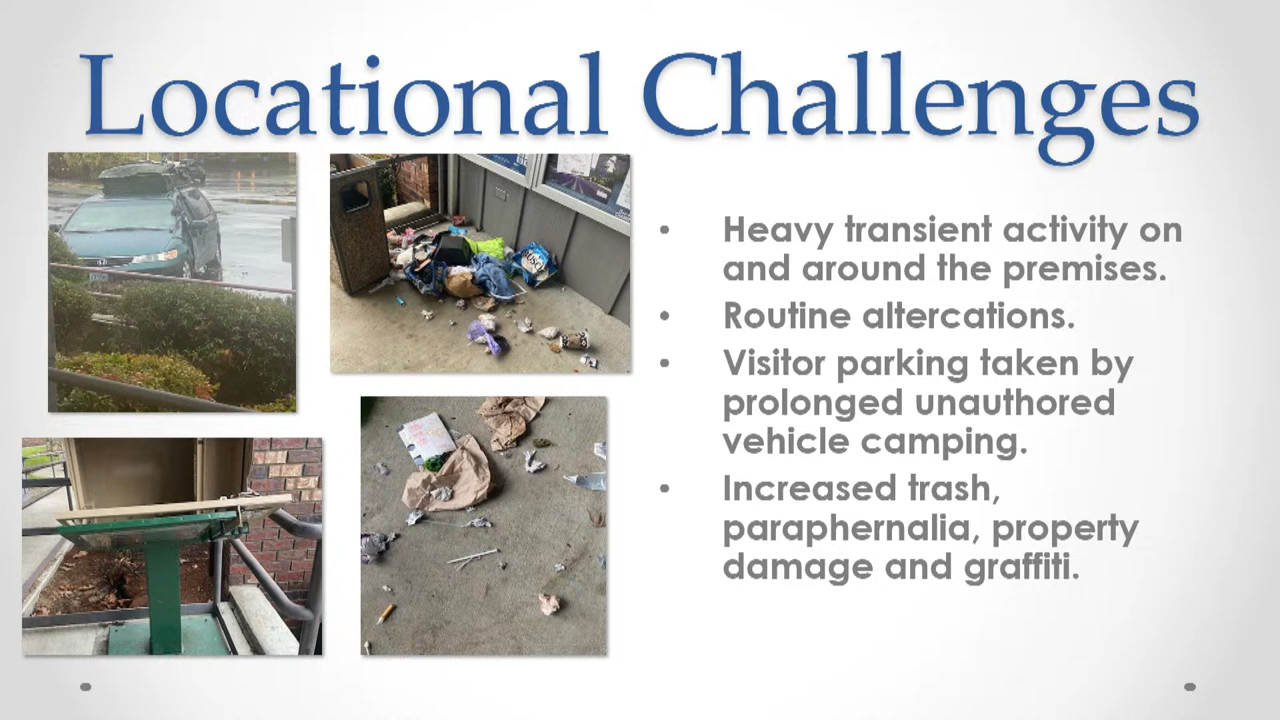 Locational Challenges
• Heavy transient activity on
and around the premises.
• Routine altercations.
• Visitor parking taken by
prolonged unauthored
vehicle camping.
• Increased trash,
paraphernalia, property
damage and graffiti.